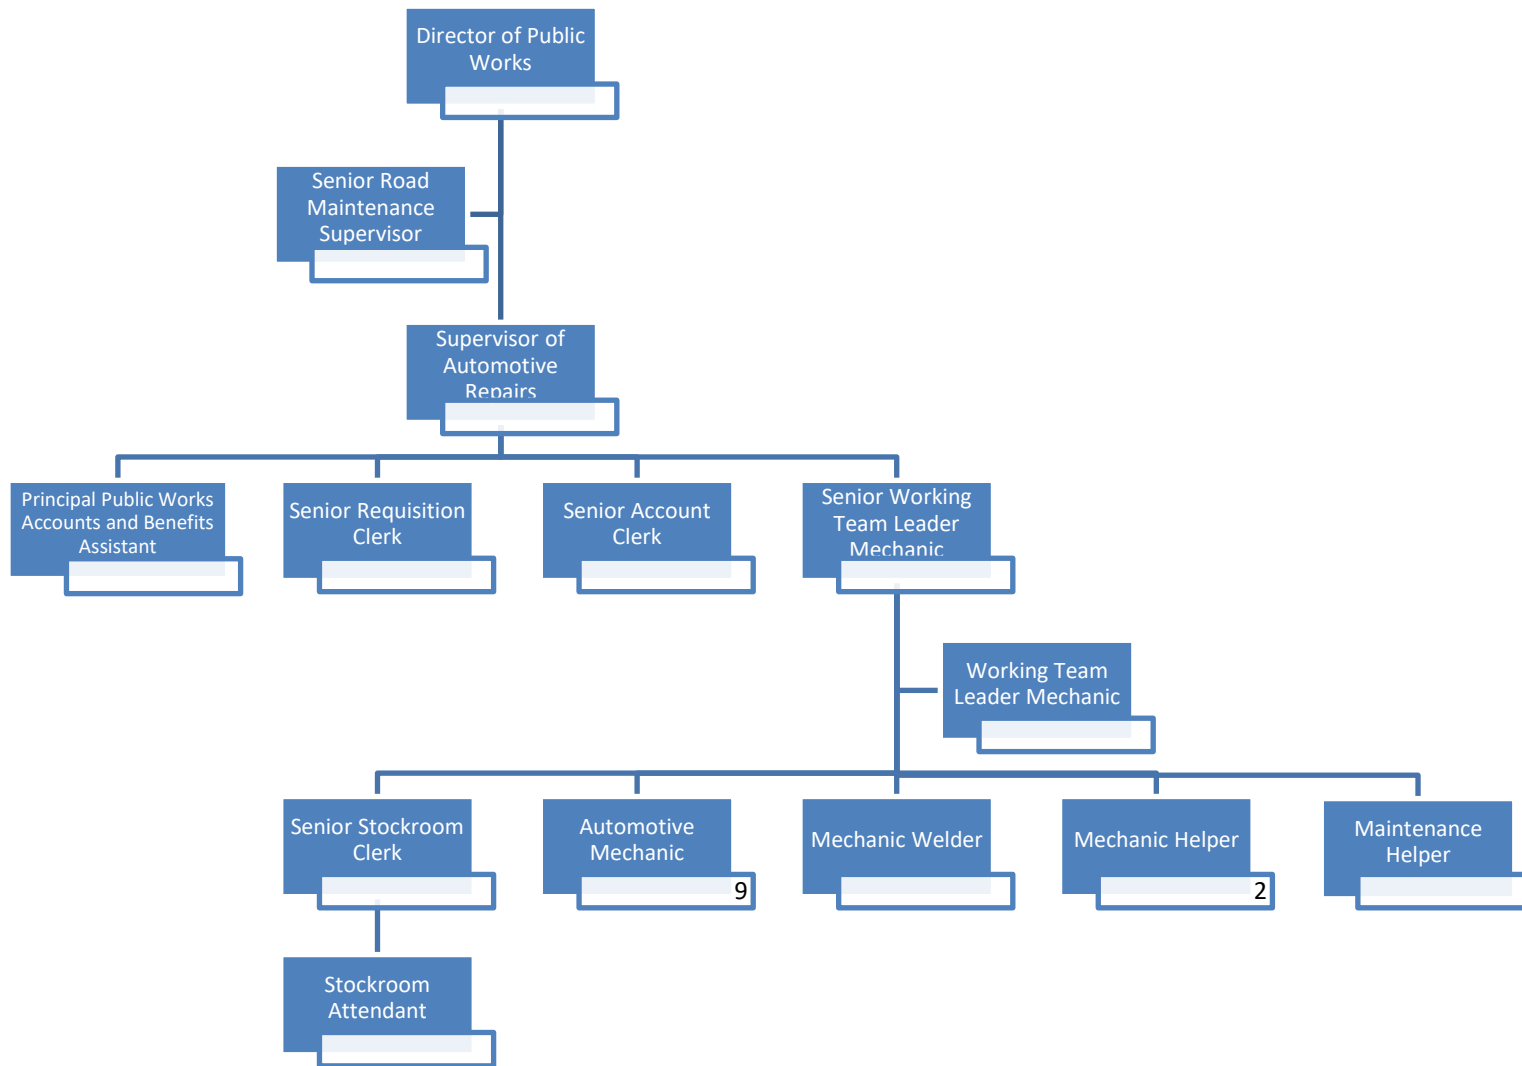 Director of Public
Works
Senior Road
Maintenance
Supervisor
Supervisor of
Automotive
Repairs
Principal Public Works
Accounts and Benefits
Assistant
Senior Requisition
Clerk
Senior Account
Clerk
Senior Working
Team Leader
Mechanic
Working Team
Leader Mechanic
Senior Stockroom
Clerk
Automotive
Mechanic
9
Mechanic Welder
Mechanic Helper
2
Maintenance
Helper
Stockroom
Attendant